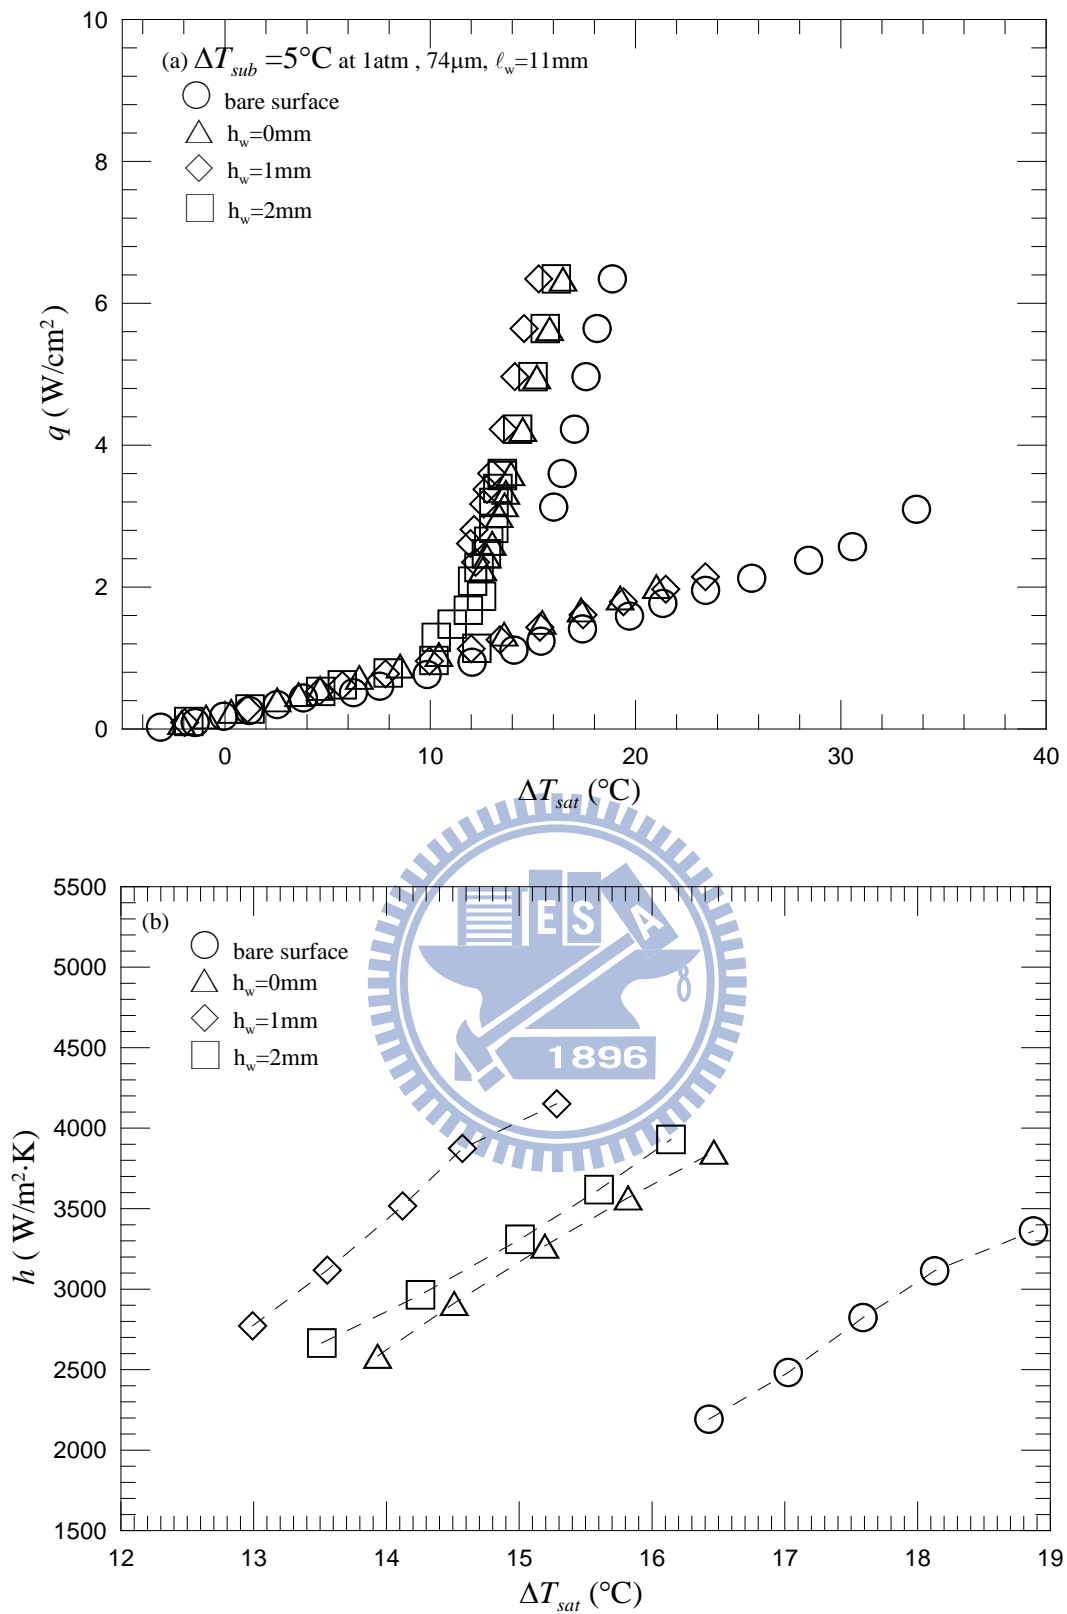 10
(a) ΔT_sub =5°C at 1atm , 74μm, ℓ_w=11mm
bare surface
h_w=0mm
h_w=1mm
h_w=2mm
8
6
4
2
0
q ( W/cm²)
0 10 20 30 40
ΔT_sat (°C)
5500
(b)
bare surface
h_w=0mm
h_w=1mm
h_w=2mm
5000
4500
4000
3500
3000
2500
2000
1500
h ( W/m²·K)
E S A
1896
12 13 14 15 16 17 18 19
ΔT_sat (°C)